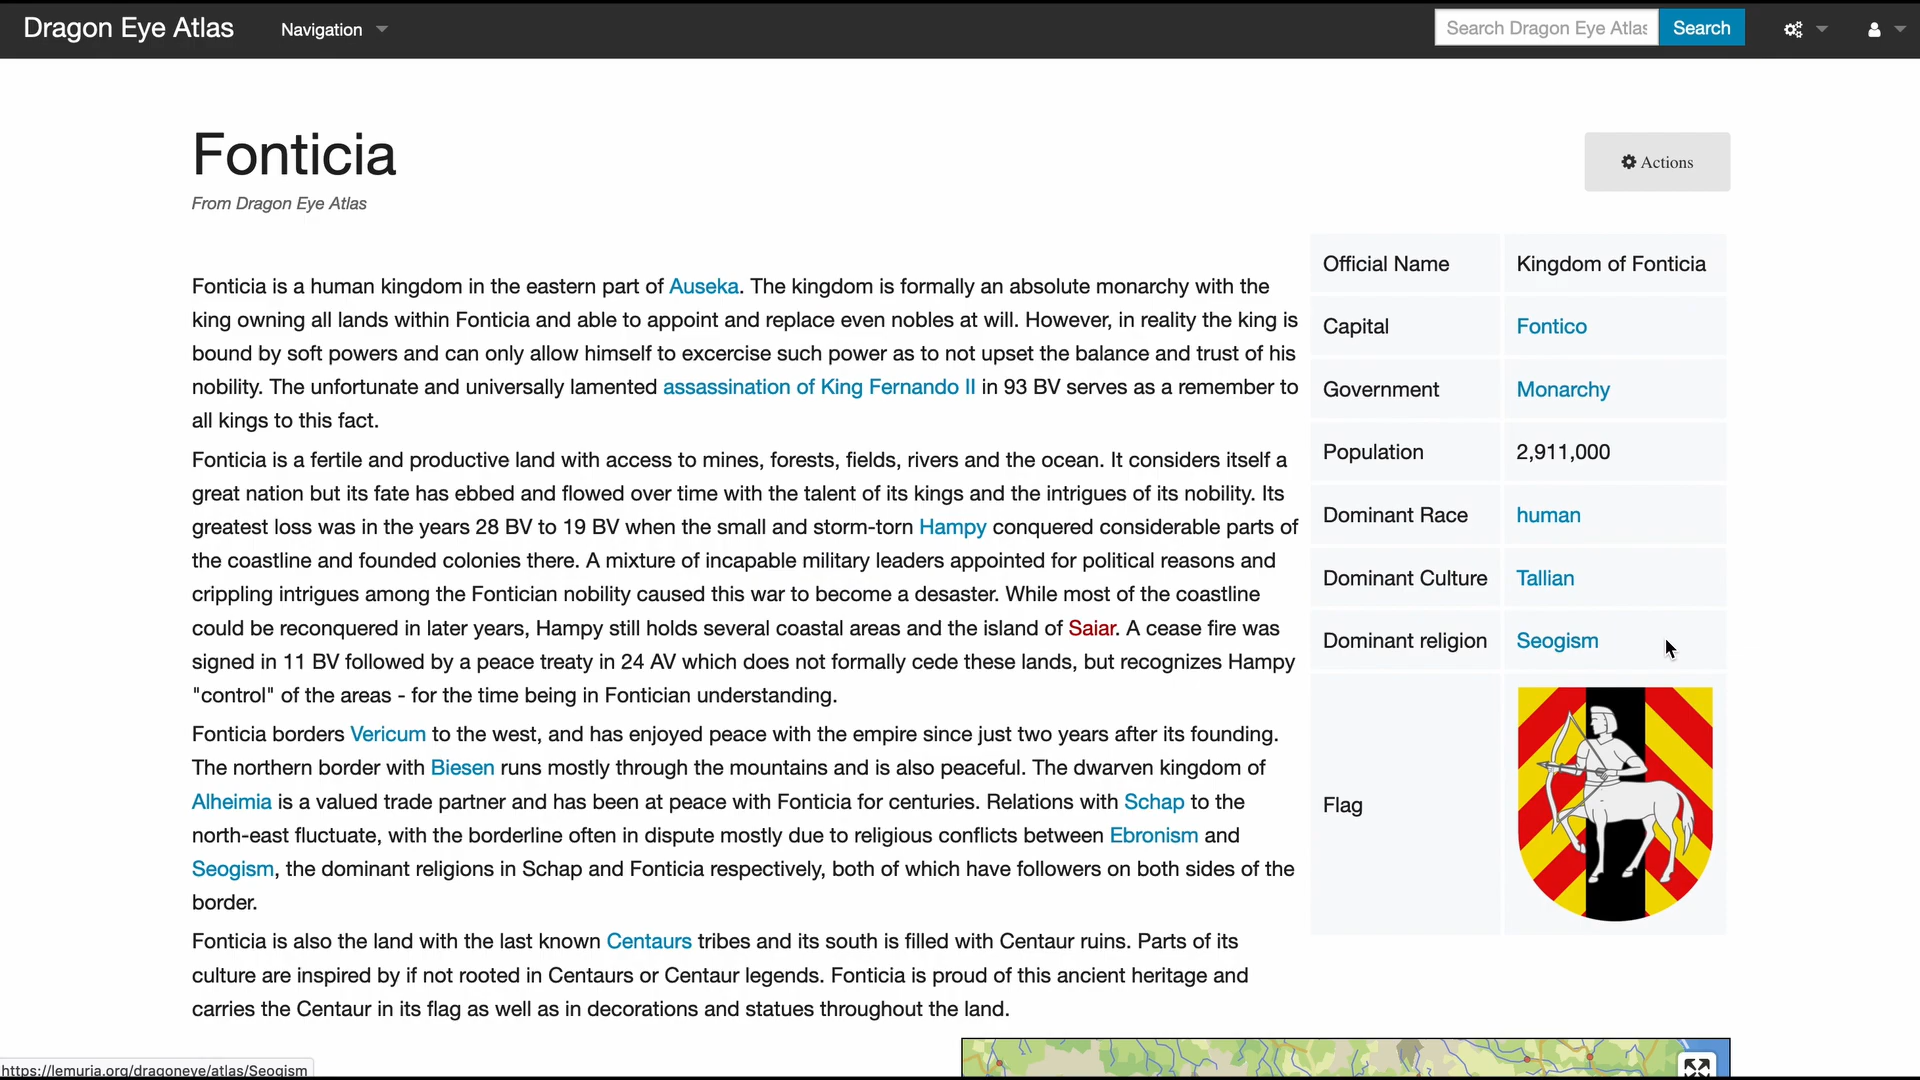 Dragon Eye Atlas
Navigation
Search Dragon Eye Atlas
Search
Fonticia
Actions
From Dragon Eye Atlas
Fonticia is a human kingdom in the eastern part of Auseka. The kingdom is formally an absolute monarchy with the
king owning all lands within Fonticia and able to appoint and replace even nobles at will. However, in reality the king is
bound by soft powers and can only allow himself to excercise such power as to not upset the balance and trust of his
nobility. The unfortunate and universally lamented assassination of King Fernando II in 93 BV serves as a remember to
all kings to this fact.
Fonticia is a fertile and productive land with access to mines, forests, fields, rivers and the ocean. It considers itself a
great nation but its fate has ebbed and flowed over time with the talent of its kings and the intrigues of its nobility. Its
greatest loss was in the years 28 BV to 19 BV when the small and storm-torn Hampy conquered considerable parts of
the coastline and founded colonies there. A mixture of incapable military leaders appointed for political reasons and
crippling intrigues among the Fontician nobility caused this war to become a desaster. While most of the coastline
could be reconquered in later years, Hampy still holds several coastal areas and the island of Saiar. A cease fire was
signed in 11 BV followed by a peace treaty in 24 AV which does not formally cede these lands, but recognizes Hampy
"control" of the areas - for the time being in Fontician understanding.
Fonticia borders Vericum to the west, and has enjoyed peace with the empire since just two years after its founding.
The northern border with Biesen runs mostly through the mountains and is also peaceful. The dwarven kingdom of
Alheimia is a valued trade partner and has been at peace with Fonticia for centuries. Relations with Schap to the
north-east fluctuate, with the borderline often in dispute mostly due to religious conflicts between Ebronism and
Seogism, the dominant religions in Schap and Fonticia respectively, both of which have followers on both sides of the
border.
Fonticia is also the land with the last known Centaurs tribes and its south is filled with Centaur ruins. Parts of its
culture are inspired by if not rooted in Centaurs or Centaur legends. Fonticia is proud of this ancient heritage and
carries the Centaur in its flag as well as in decorations and statues throughout the land.
Official Name Kingdom of Fonticia
Capital Fontico
Government Monarchy
Population 2,911,000
Dominant Race human
Dominant Culture Tallian
Dominant religion Seogism
Flag
https://lemuria.org/dragoneye/atlas/Seogism